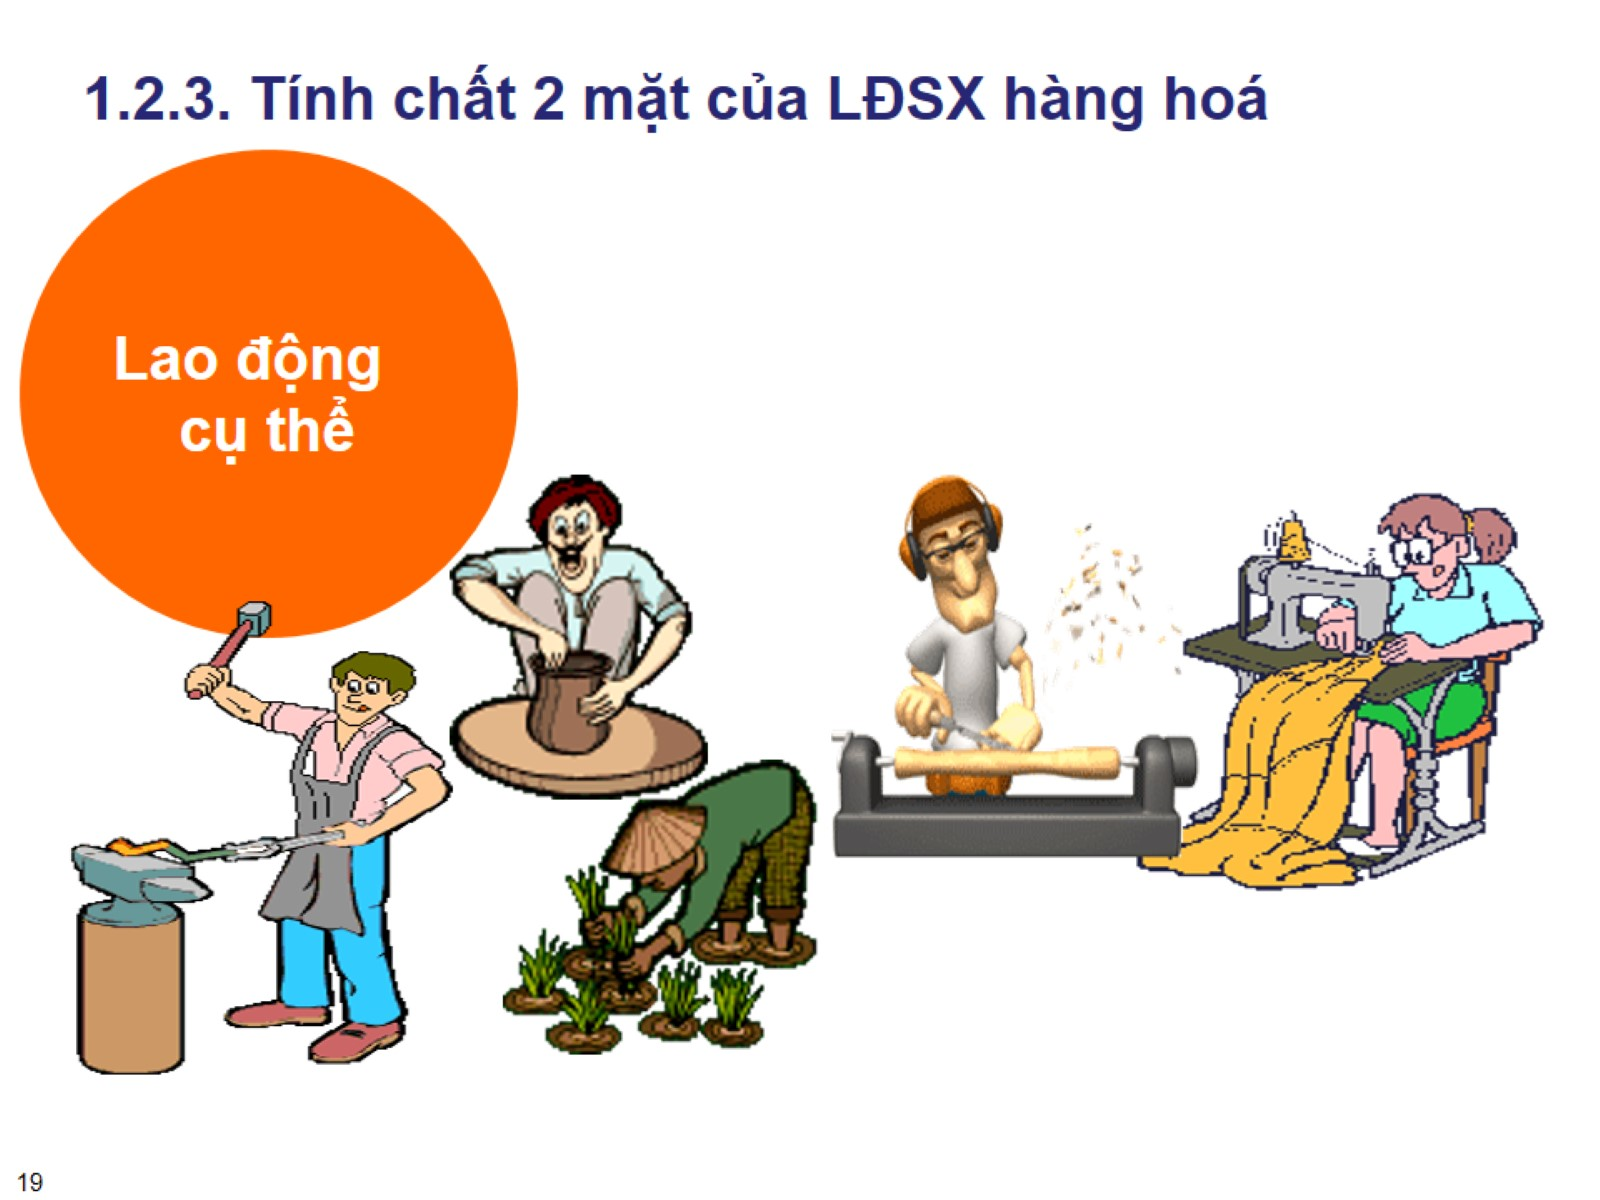 1.2.3. Tính chất 2 mặt của LĐSX hàng hoá
Lao động
cụ thể
19